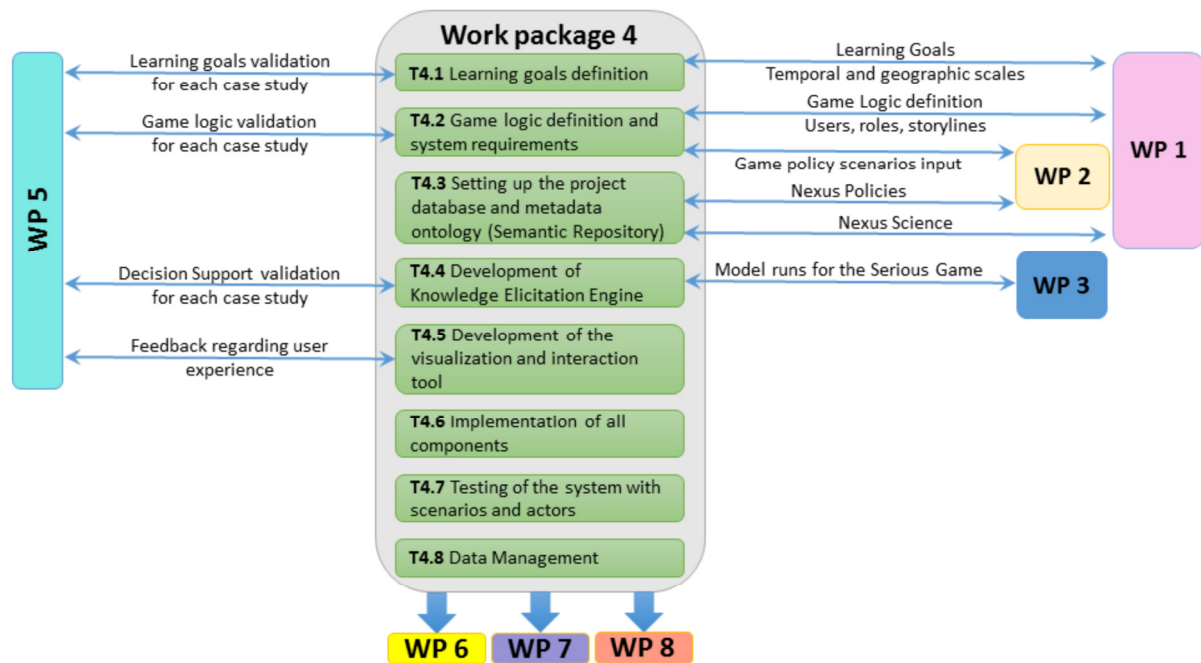 Work package 4
WP 5
Learning goals validation
for each case study
Game logic validation
for each case study
Decision Support validation
for each case study
Feedback regarding user
experience
T4.1 Learning goals definition
T4.2 Game logic definition and
system requirements
T4.3 Setting up the project
database and metadata
ontology (Semantic Repository)
T4.4 Development of
Knowledge Elicitation Engine
T4.5 Development of the
visualization and interaction
tool
T4.6 Implementation of all
components
T4.7 Testing of the system with
scenarios and actors
T4.8 Data Management
Learning Goals
Temporal and geographic scales
Game Logic definition
Users, roles, storylines
Game policy scenarios input
Nexus Policies
Nexus Science
Model runs for the Serious Game
WP 1
WP 2
WP 3
WP 6
WP 7
WP 8